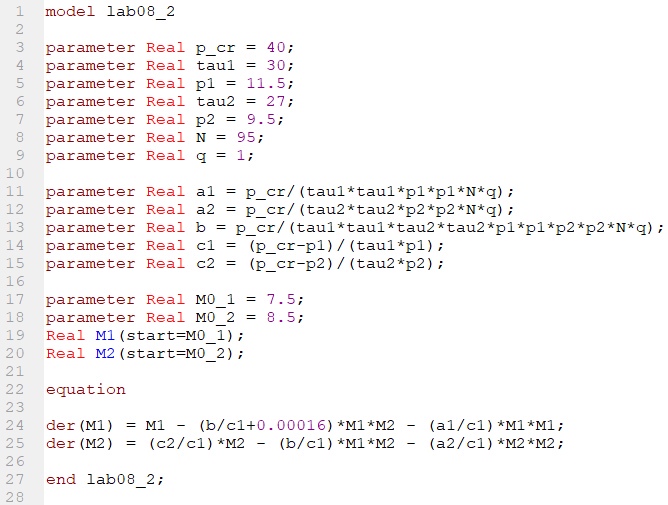 1 model lab08_2
2
3 parameter Real p_cr = 40;
4 parameter Real tau1 = 30;
5 parameter Real p1 = 11.5;
6 parameter Real tau2 = 27;
7 parameter Real p2 = 9.5;
8 parameter Real N = 95;
9 parameter Real q = 1;
10
11 parameter Real a1 = p_cr/(tau1*tau1*p1*p1*N*q);
12 parameter Real a2 = p_cr/(tau2*tau2*p2*p2*N*q);
13 parameter Real b = p_cr/(tau1*tau1*tau2*tau2*p1*p1*p2*p2*N*q);
14 parameter Real c1 = (p_cr-p1)/(tau1*p1);
15 parameter Real c2 = (p_cr-p2)/(tau2*p2);
16
17 parameter Real M0_1 = 7.5;
18 parameter Real M0_2 = 8.5;
19 Real M1(start=M0_1);
20 Real M2(start=M0_2);
21
22 equation
23
24 der(M1) = M1 - (b/c1+0.00016)*M1*M2 - (a1/c1)*M1*M1;
25 der(M2) = (c2/c1)*M2 - (b/c1)*M1*M2 - (a2/c1)*M2*M2;
26
27 end lab08_2;
28